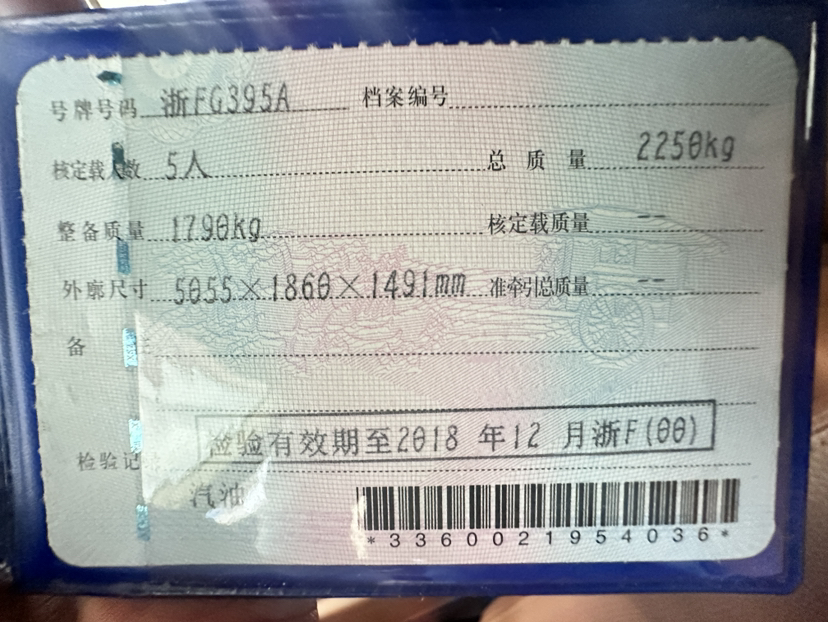 号牌号码 浙FG395A 档案编号
核定载人数 5人 总质量 2250kg
整备质量 1790kg 核定载质量 --
外廓尺寸 5055×1860×1491mm 准牵引总质量 --
备注
检验有效期至2018年12月浙F(00)
检验记
汽油
*3360021954036*